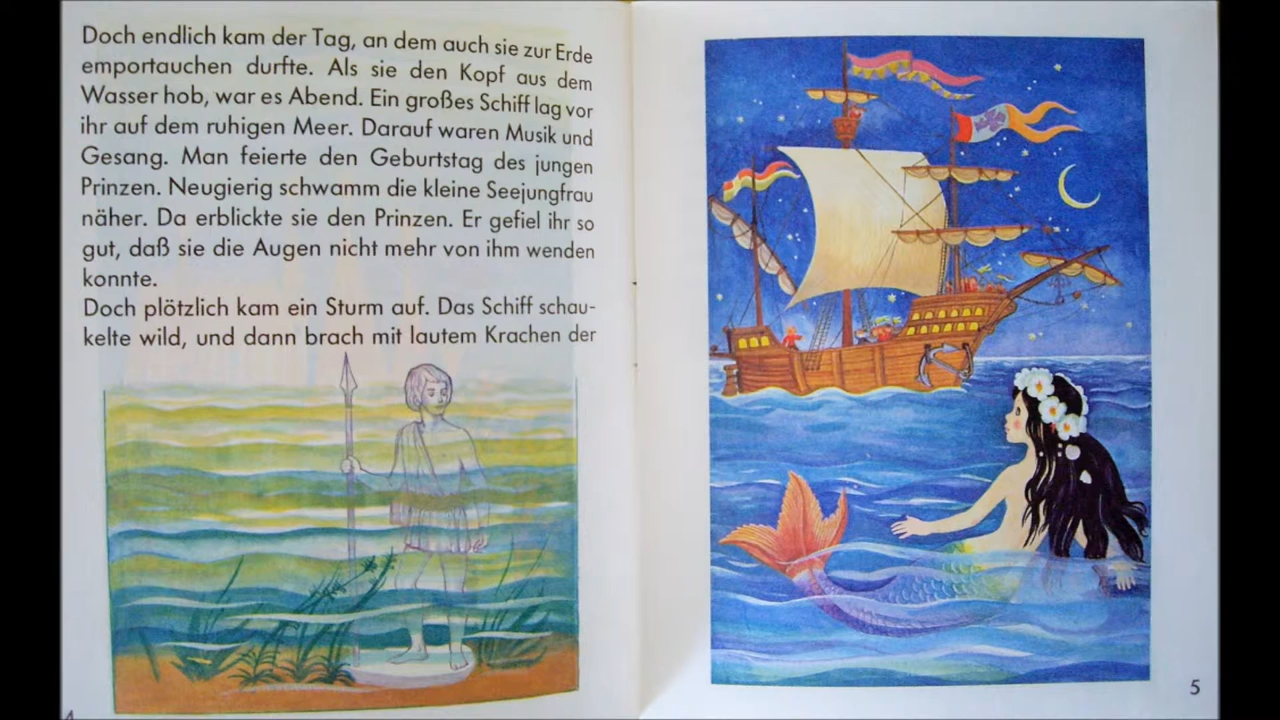 Doch endlich kam der Tag, an dem auch sie zur Erde
emportauchen durfte. Als sie den Kopf aus dem
Wasser hob, war es Abend. Ein großes Schiff lag vor
ihr auf dem ruhigen Meer. Darauf waren Musik und
Gesang. Man feierte den Geburtstag des jungen
Prinzen. Neugierig schwamm die kleine Seejungfrau
näher. Da erblickte sie den Prinzen. Er gefiel ihr so
gut, daß sie die Augen nicht mehr von ihm wenden
konnte.
Doch plötzlich kam ein Sturm auf. Das Schiff schau-
kelte wild, und dann brach mit lautem Krachen der
4
5